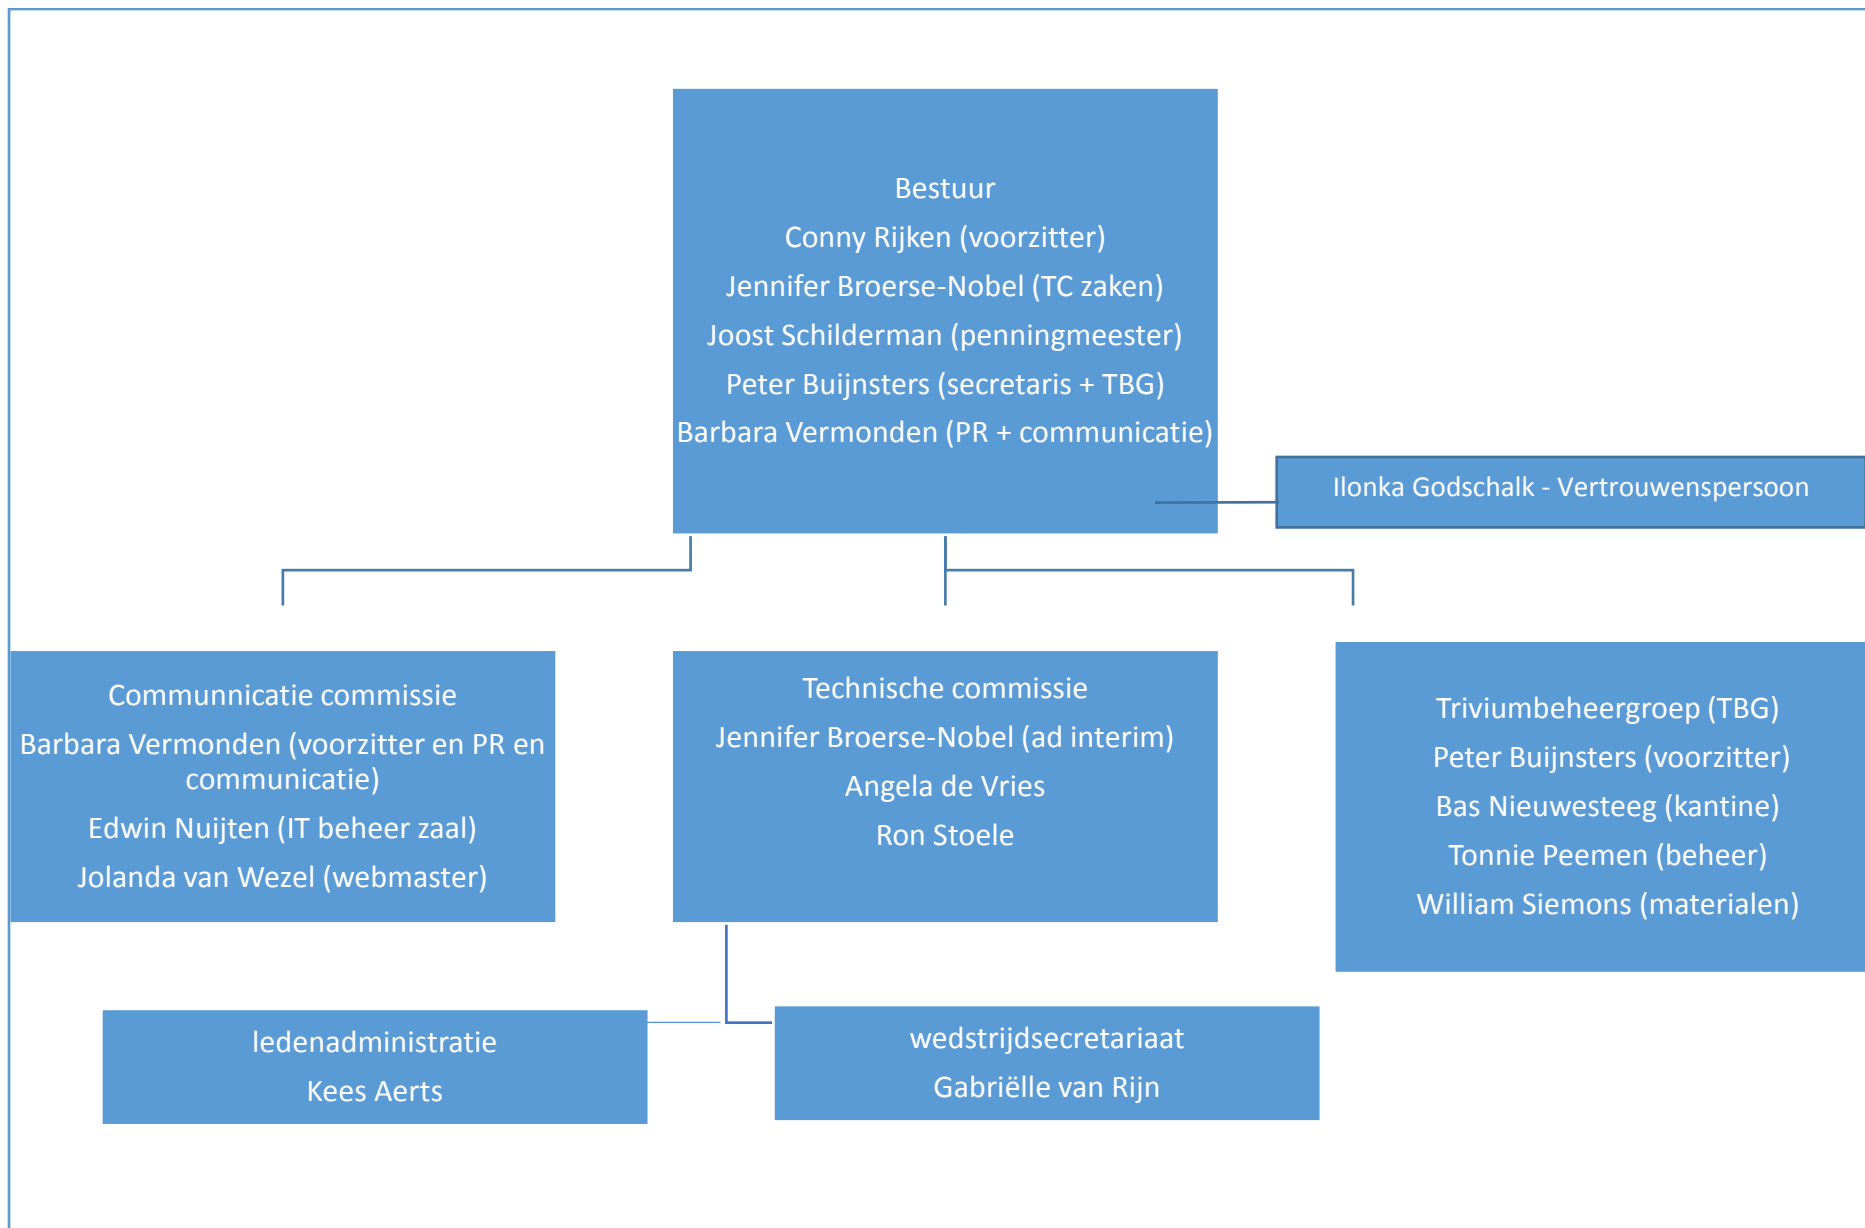 Bestuur
Conny Rijken (voorzitter)
Jennifer Broerse-Nobel (TC zaken)
Joost Schilderman (penningmeester)
Peter Buijnsters (secretaris + TBG)
Barbara Vermonden (PR + communicatie)
Ilonka Godschalk - Vertrouwenspersoon
Communnicatie commissie
Barbara Vermonden (voorzitter en PR en
communicatie)
Edwin Nuijten (IT beheer zaal)
Jolanda van Wezel (webmaster)
Technische commissie
Jennifer Broerse-Nobel (ad interim)
Angela de Vries
Ron Stoele
Triviumbeheergroep (TBG)
Peter Buijnsters (voorzitter)
Bas Nieuwesteeg (kantine)
Tonnie Peemen (beheer)
William Siemons (materialen)
ledenadministratie
Kees Aerts
wedstrijdsecretariaat
Gabriëlle van Rijn